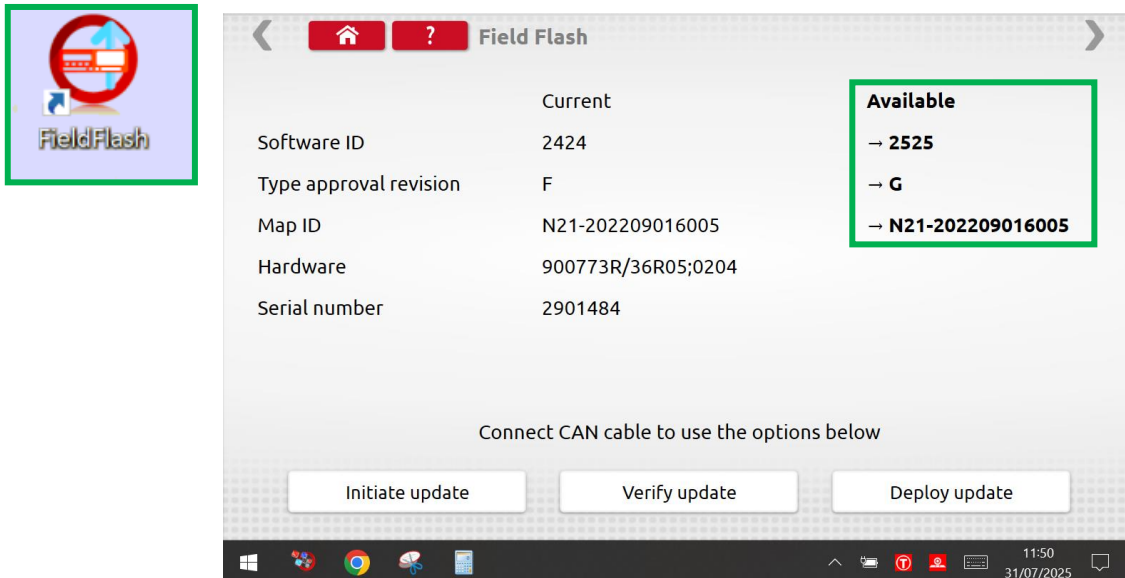 FieldFlash
? Field Flash
Current Available
Software ID 2424 → 2525
Type approval revision F → G
Map ID N21-202209016005 → N21-202209016005
Hardware 900773R/36R05;0204
Serial number 2901484
Connect CAN cable to use the options below
Initiate update Verify update Deploy update
T
11:50
31/07/2025